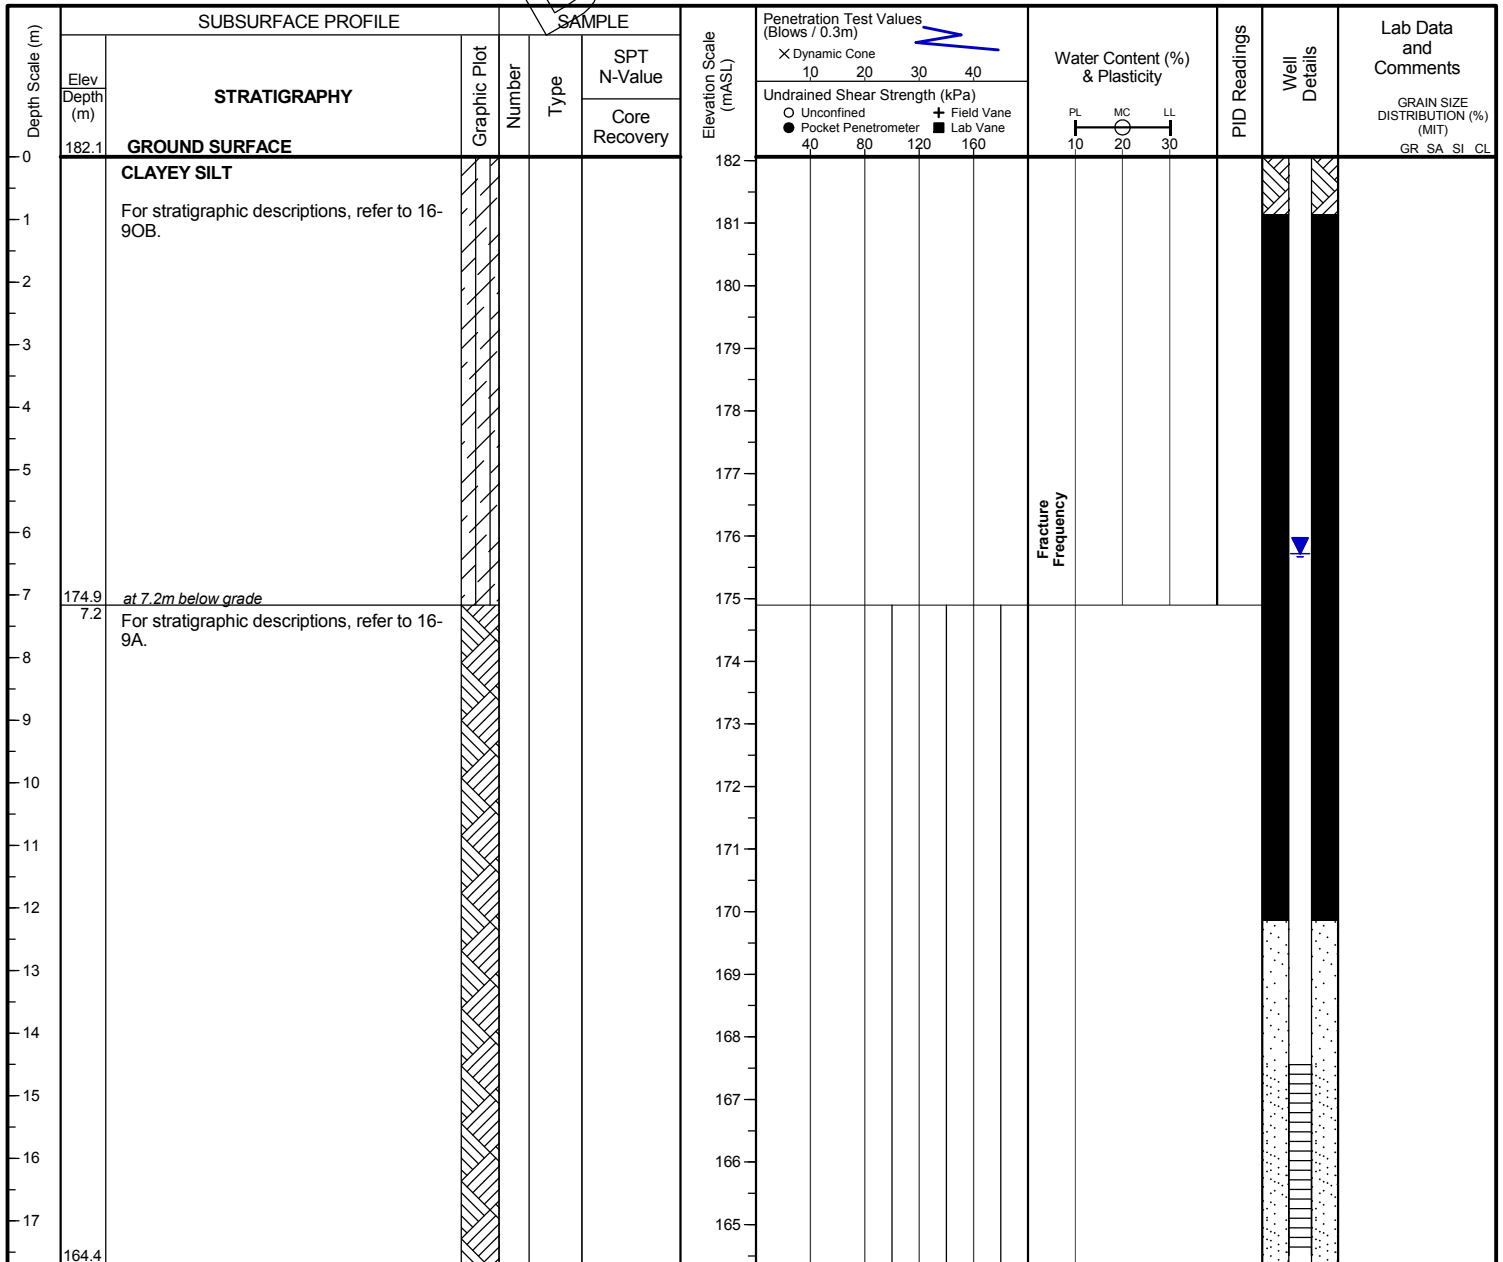 SUBSURFACE PROFILE
SAMPLE
Depth Scale (m)
Elev
Depth
(m)
STRATIGRAPHY
Graphic Plot
Number
Type
SPT
N-Value
Core
Recovery
Elevation Scale
(mASL)
Penetration Test Values
(Blows / 0.3m)
Dynamic Cone
10 20 30 40
Undrained Shear Strength (kPa)
Unconfined
Field Vane
Pocket Penetrometer
Lab Vane
40 80 120 160
Water Content (%)
& Plasticity
PL MC LL
10 20 30
PID Readings
Well
Details
Lab Data
and
Comments
GRAIN SIZE
DISTRIBUTION (%)
(MIT)
GR SA SI CL
182.1 GROUND SURFACE
CLAYEY SILT
For stratigraphic descriptions, refer to 16-
9OB.
174.9 at 7.2m below grade
7.2
For stratigraphic descriptions, refer to 16-
9A.
164.4
Fracture
Frequency
0
1
2
3
4
5
6
7
8
9
10
11
12
13
14
15
16
17
182
181
180
179
178
177
176
175
174
173
172
171
170
169
168
167
166
165